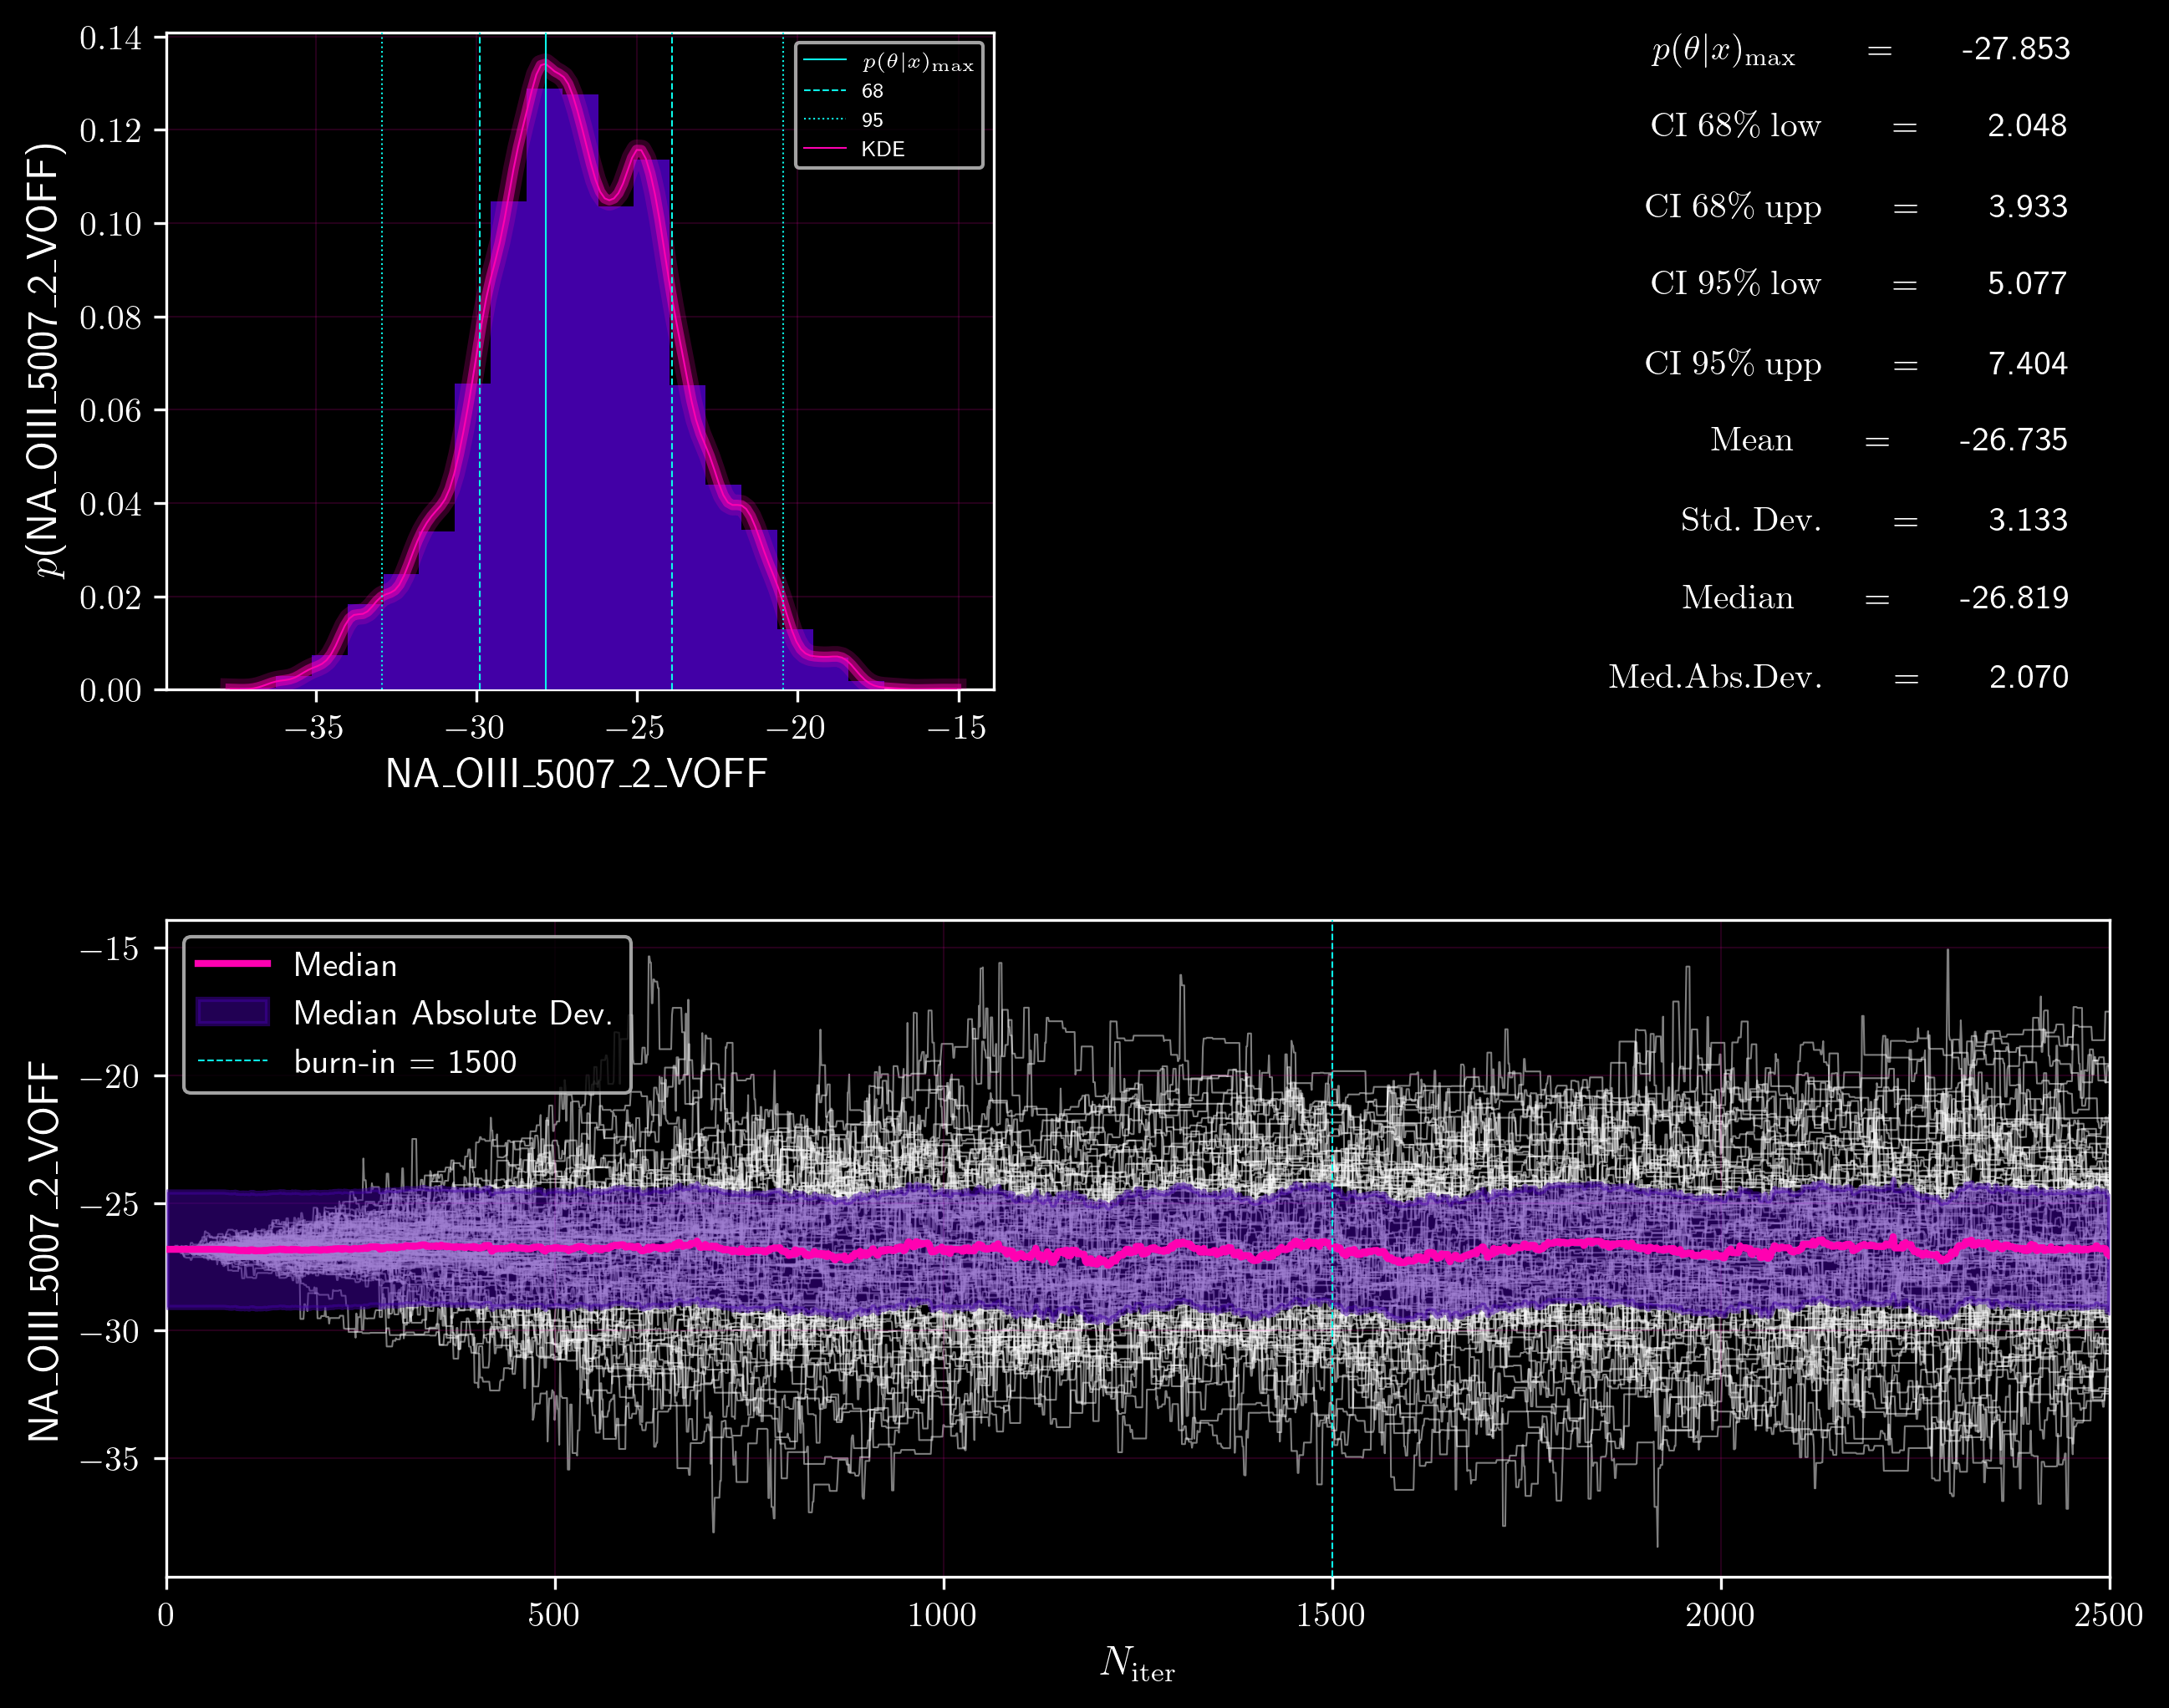 0.14
0.12
0.10
0.08
0.06
0.04
0.02
0.00
p(NA_OIII_5007_2_VOFF)
−35 −30 −25 −20 −15
NA_OIII_5007_2_VOFF
p(θ|x)max
68
95
KDE
p(θ|x)max = -27.853
CI 68% low = 2.048
CI 68% upp = 3.933
CI 95% low = 5.077
CI 95% upp = 7.404
Mean = -26.735
Std. Dev. = 3.133
Median = -26.819
Med.Abs.Dev. = 2.070
−15
−20
−25
−30
−35
NA_OIII_5007_2_VOFF
Median
Median Absolute Dev.
burn-in = 1500
0 500 1000 1500 2000 2500
Niter